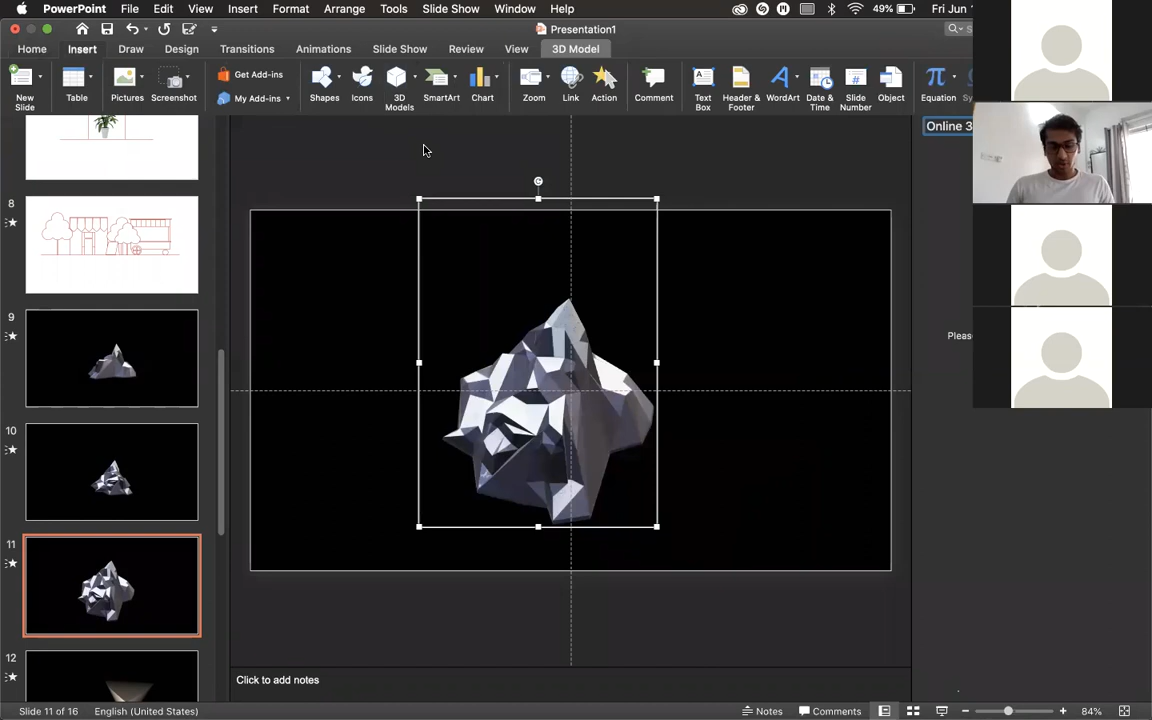 PowerPoint File Edit View Insert Format Arrange Tools Slide Show Window Help 49% Fri Jun
Presentation1
Home Insert Draw Design Transitions Animations Slide Show Review View 3D Model
New Slide
Table
Pictures
Screenshot
Get Add-ins
My Add-ins
Shapes
Icons
3D Models
SmartArt
Chart
Zoom
Link
Action
Comment
Text Box
Header & Footer
WordArt
Date & Time
Slide Number
Object
Equation
Online 3
8
9
10
11
12
Click to add notes
Slide 11 of 16 English (United States) Notes Comments 84%